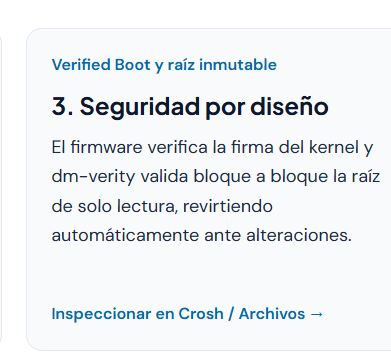 Verified Boot y raíz inmutable
3. Seguridad por diseño
El firmware verifica la firma del kernel y
dm-verity valida bloque a bloque la raíz
de solo lectura, revirtiendo
automáticamente ante alteraciones.
Inspeccionar en Crosh / Archivos →